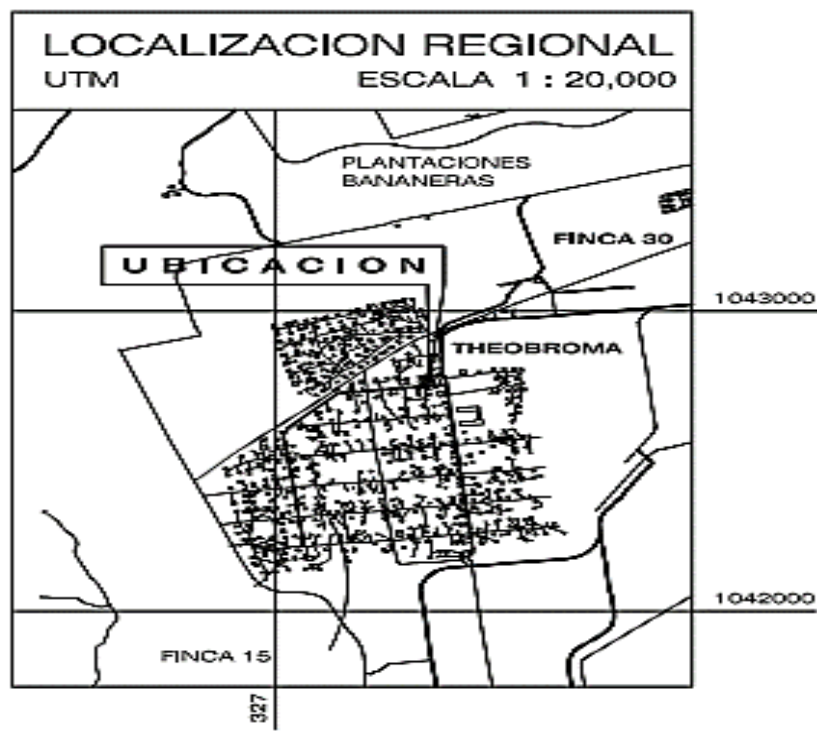 LOCALIZACION REGIONAL
UTM ESCALA 1 : 20,000
PLANTACIONES
BANANERAS
FINCA 30
UBICACION
1043000
THEOBROMA
1042000
FINCA 15
327